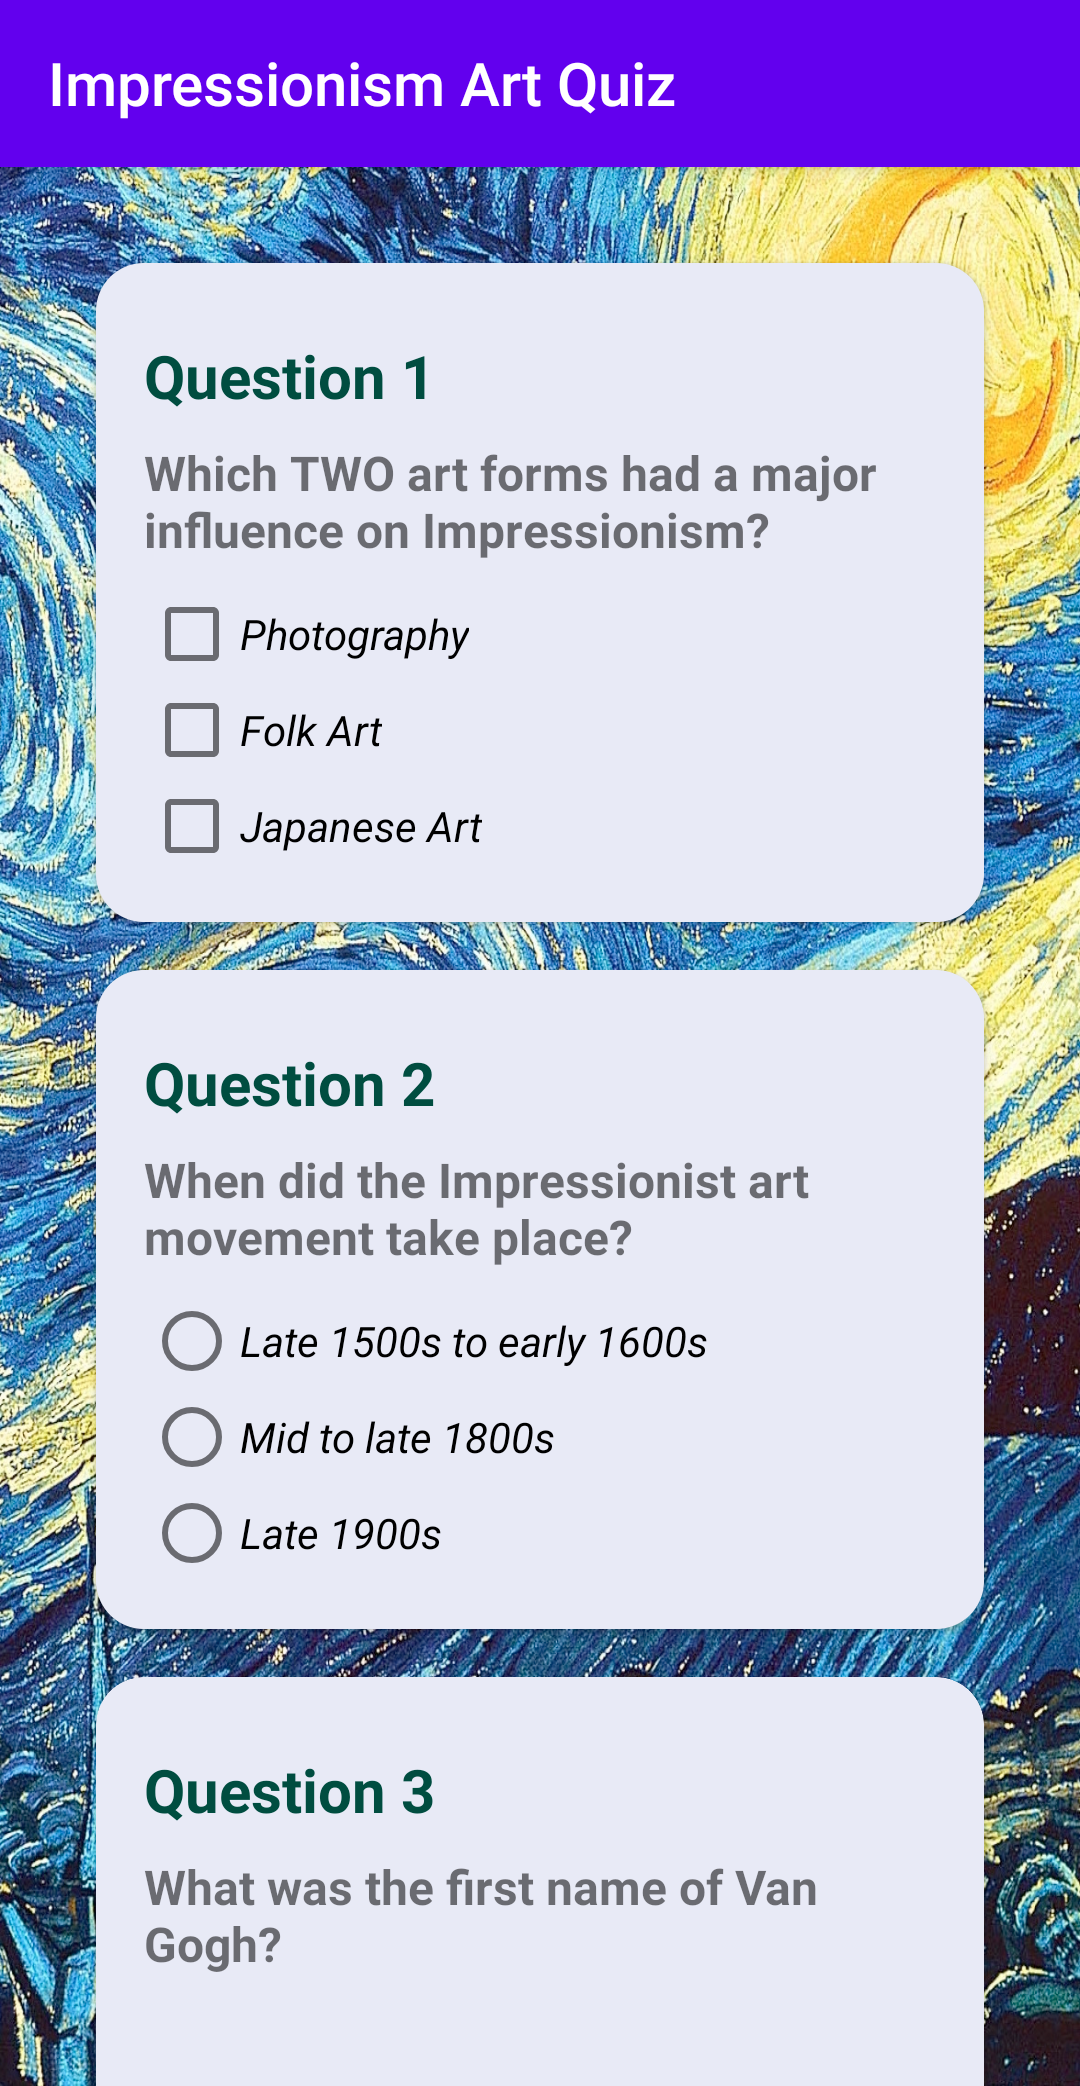 Impressionism Art Quiz
Question 1
Which TWO art forms had a major
influence on Impressionism?
Photography
Folk Art
Japanese Art
Question 2
When did the Impressionist art
movement take place?
Late 1500s to early 1600s
Mid to late 1800s
Late 1900s
Question 3
What was the first name of Van
Gogh?